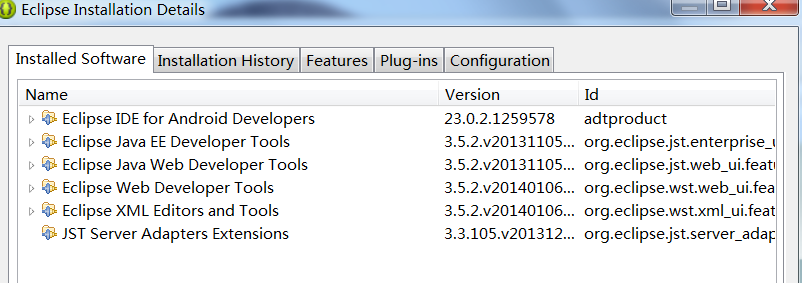 Eclipse Installation Details
Installed Software Installation History Features Plug-ins Configuration
Name Version Id
Eclipse IDE for Android Developers 23.0.2.1259578 adtproduct
Eclipse Java EE Developer Tools 3.5.2.v20131105... org.eclipse.jst.enterprise_u
Eclipse Java Web Developer Tools 3.5.2.v20131105... org.eclipse.jst.web_ui.feat
Eclipse Web Developer Tools 3.5.2.v20140106... org.eclipse.wst.web_ui.fea
Eclipse XML Editors and Tools 3.5.2.v20140106... org.eclipse.wst.xml_ui.feat
JST Server Adapters Extensions 3.3.105.v201312... org.eclipse.jst.server_adap